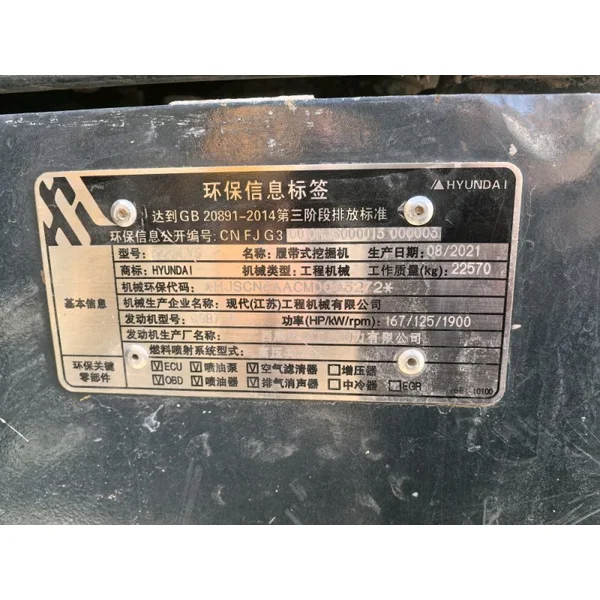 环保信息标签
HYUNDAI
达到GB 20891-2014第三阶段排放标准
环保信息公开编号: CN FJ G3 000003
型号: 名称: 履带式挖掘机 生产日期: 08/2021
商标: HYUNDAI 机械类型: 工程机械 工作质量(kg): 22570
基本信息
机械环保代码:
机械生产企业名称: 现代(江苏)工程机械有限公司
发动机型号: 功率(HP/kW/rpm): 167/125/1900
发动机生产厂名称: 力有限公司
燃料喷射系统型式:
环保关键零部件
ECU 喷油泵 空气滤清器 增压器
OBD 喷油器 排气消声器 中冷器 EGR